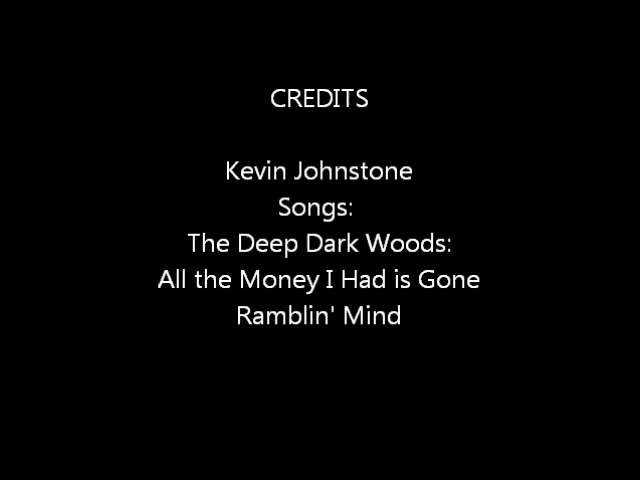 CREDITS
Kevin Johnstone
Songs:
The Deep Dark Woods:
All the Money I Had is Gone
Ramblin' Mind